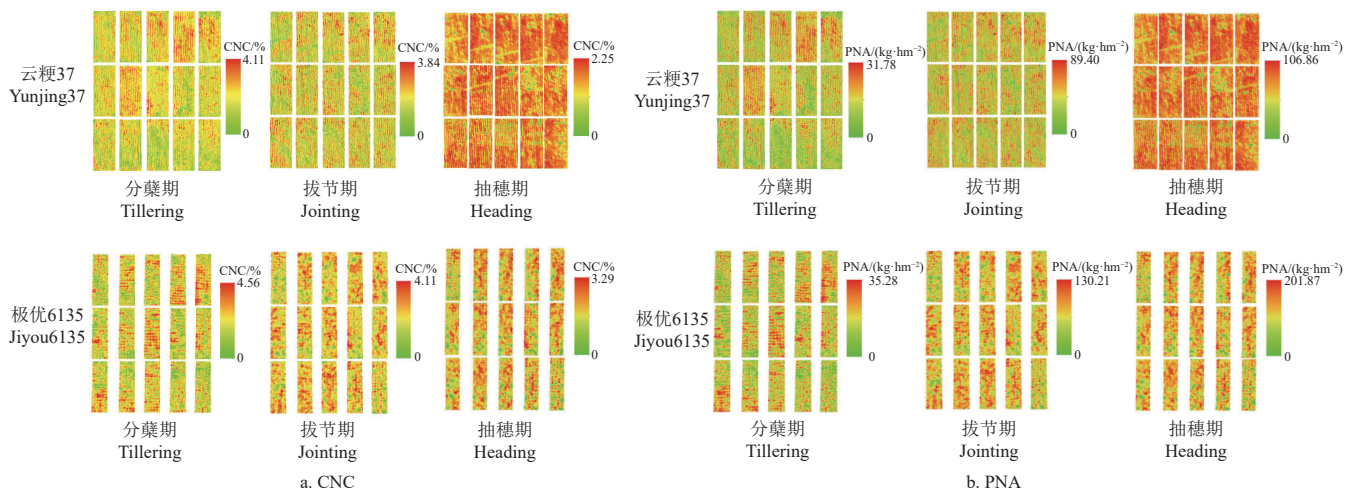 CNC/%
4.11
0
CNC/%
3.84
0
CNC/%
2.25
0
云粳37
Yunjing37
分蘖期
Tillering
拔节期
Jointing
抽穗期
Heading
CNC/%
4.56
0
CNC/%
4.11
0
CNC/%
3.29
0
极优6135
Jiyou6135
分蘖期
Tillering
拔节期
Jointing
抽穗期
Heading
a. CNC
PNA/(kg·hm⁻²)
31.78
0
PNA/(kg·hm⁻²)
89.40
0
PNA/(kg·hm⁻²)
106.86
0
云粳37
Yunjing37
分蘖期
Tillering
拔节期
Jointing
抽穗期
Heading
PNA/(kg·hm⁻²)
35.28
0
PNA/(kg·hm⁻²)
130.21
0
PNA/(kg·hm⁻²)
201.87
0
极优6135
Jiyou6135
分蘖期
Tillering
拔节期
Jointing
抽穗期
Heading
b. PNA